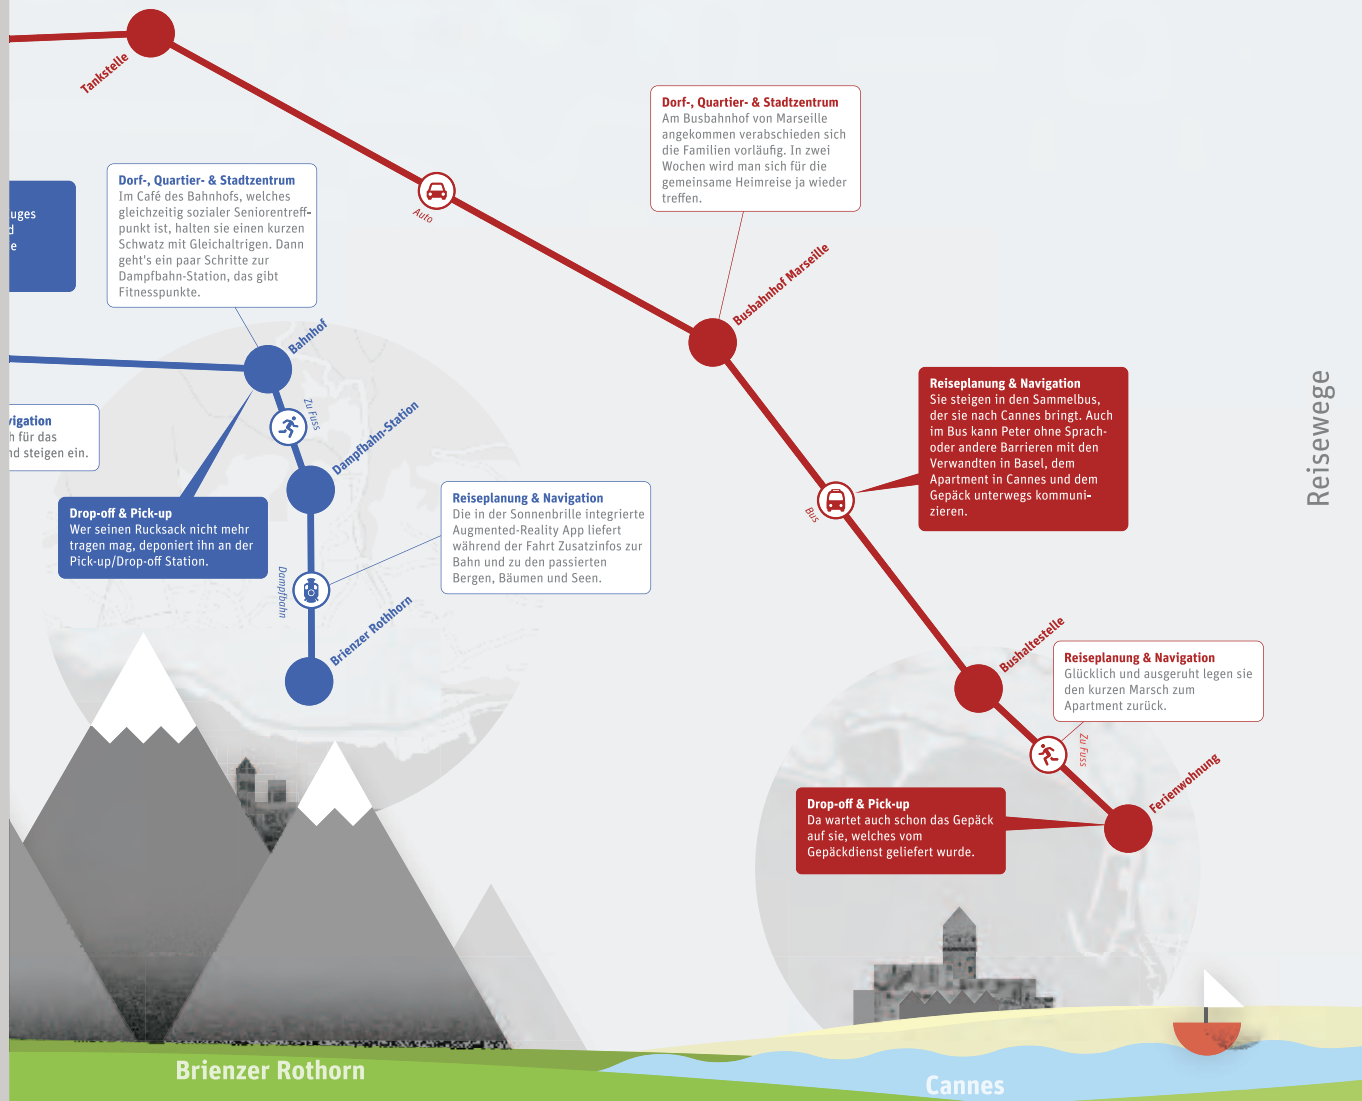 Tankstelle
Auto
Dorf-, Quartier- & Stadtzentrum
Am Busbahnhof von Marseille
angekommen verabschieden sich
die Familien vorläufig. In zwei
Wochen wird man sich für die
gemeinsame Heimreise ja wieder
treffen.
Busbahnhof Marseille
Dorf-, Quartier- & Stadtzentrum
Im Café des Bahnhofs, welches
gleichzeitig sozialer Seniorentreff-
punkt ist, halten sie einen kurzen
Schwatz mit Gleichaltrigen. Dann
geht's ein paar Schritte zur
Dampfbahn-Station, das gibt
Fitnesspunkte.
uges
d
e
Bahnhof
Zu Fuss
Dampfbahn-Station
vigation
h für das
nd steigen ein.
Drop-off & Pick-up
Wer seinen Rucksack nicht mehr
tragen mag, deponiert ihn an der
Pick-up/Drop-off Station.
Reiseplanung & Navigation
Die in der Sonnenbrille integrierte
Augmented-Reality App liefert
während der Fahrt Zusatzinfos zur
Bahn und zu den passierten
Bergen, Bäumen und Seen.
Dampfbahn
Brienzer Rothhorn
Reiseplanung & Navigation
Sie steigen in den Sammelbus,
der sie nach Cannes bringt. Auch
im Bus kann Peter ohne Sprach-
oder andere Barrieren mit den
Verwandten in Basel, dem
Apartment in Cannes und dem
Gepäck unterwegs kommuni-
zieren.
Bus
Reisewege
Bushaltestelle
Reiseplanung & Navigation
Glücklich und ausgeruht legen sie
den kurzen Marsch zum
Apartment zurück.
Zu Fuss
Ferienwohnung
Drop-off & Pick-up
Da wartet auch schon das Gepäck
auf sie, welches vom
Gepäckdienst geliefert wurde.
Brienzer Rothorn
Cannes